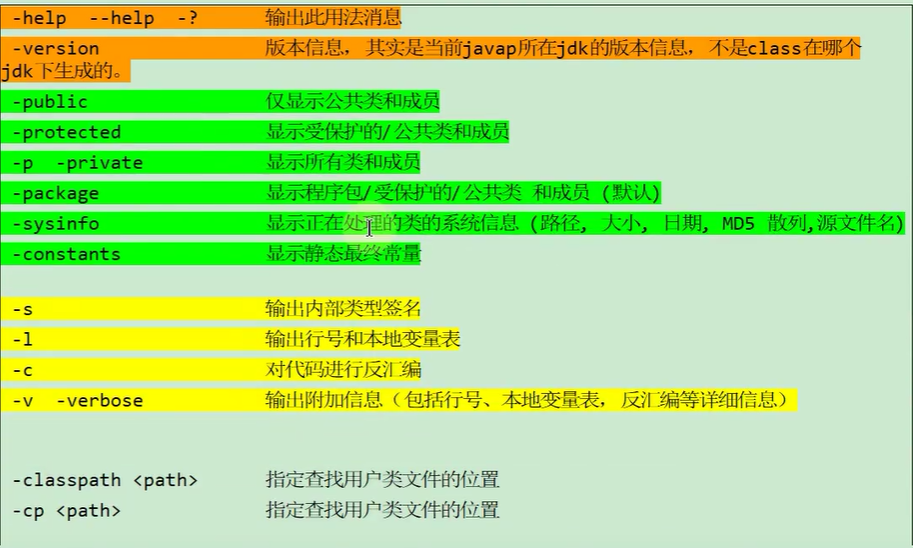 -help  --help  -?        输出此用法消息
-version                 版本信息，其实是当前javap所在jdk的版本信息，不是class在哪个
jdk下生成的。
-public                  仅显示公共类和成员
-protected               显示受保护的/公共类和成员
-p  -private             显示所有类和成员
-package                 显示程序包/受保护的/公共类 和成员 (默认)
-sysinfo                 显示正在处理的类的系统信息 (路径, 大小, 日期, MD5 散列,源文件名)
-constants               显示静态最终常量
-s                       输出内部类型签名
-l                       输出行号和本地变量表
-c                       对代码进行反汇编
-v  -verbose             输出附加信息（包括行号、本地变量表，反汇编等详细信息）
-classpath <path>        指定查找用户类文件的位置
-cp <path>               指定查找用户类文件的位置